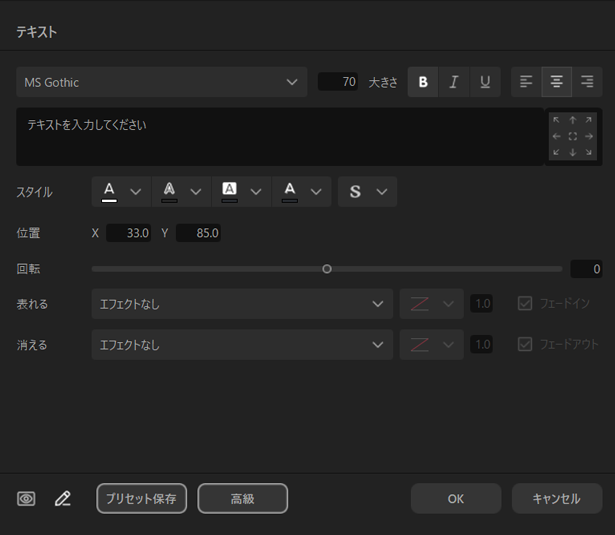 テキスト
MS Gothic 70 大きさ B I U
テキストを入力してください
スタイル A A A A S
位置 X 33.0 Y 85.0
回転 0
表れる エフェクトなし 1.0 フェードイン
消える エフェクトなし 1.0 フェードアウト
プリセット保存 高級 OK キャンセル